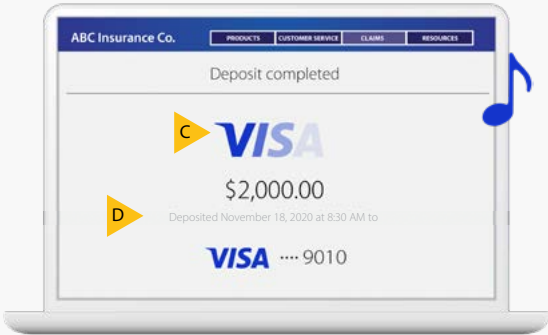 ABC Insurance Co.
PRODUCTS CUSTOMER SERVICE CLAIMS RESOURCES
Deposit completed
C
VISA
$2,000.00
D
Deposited November 18, 2020 at 8:30 AM to
VISA ···· 9010